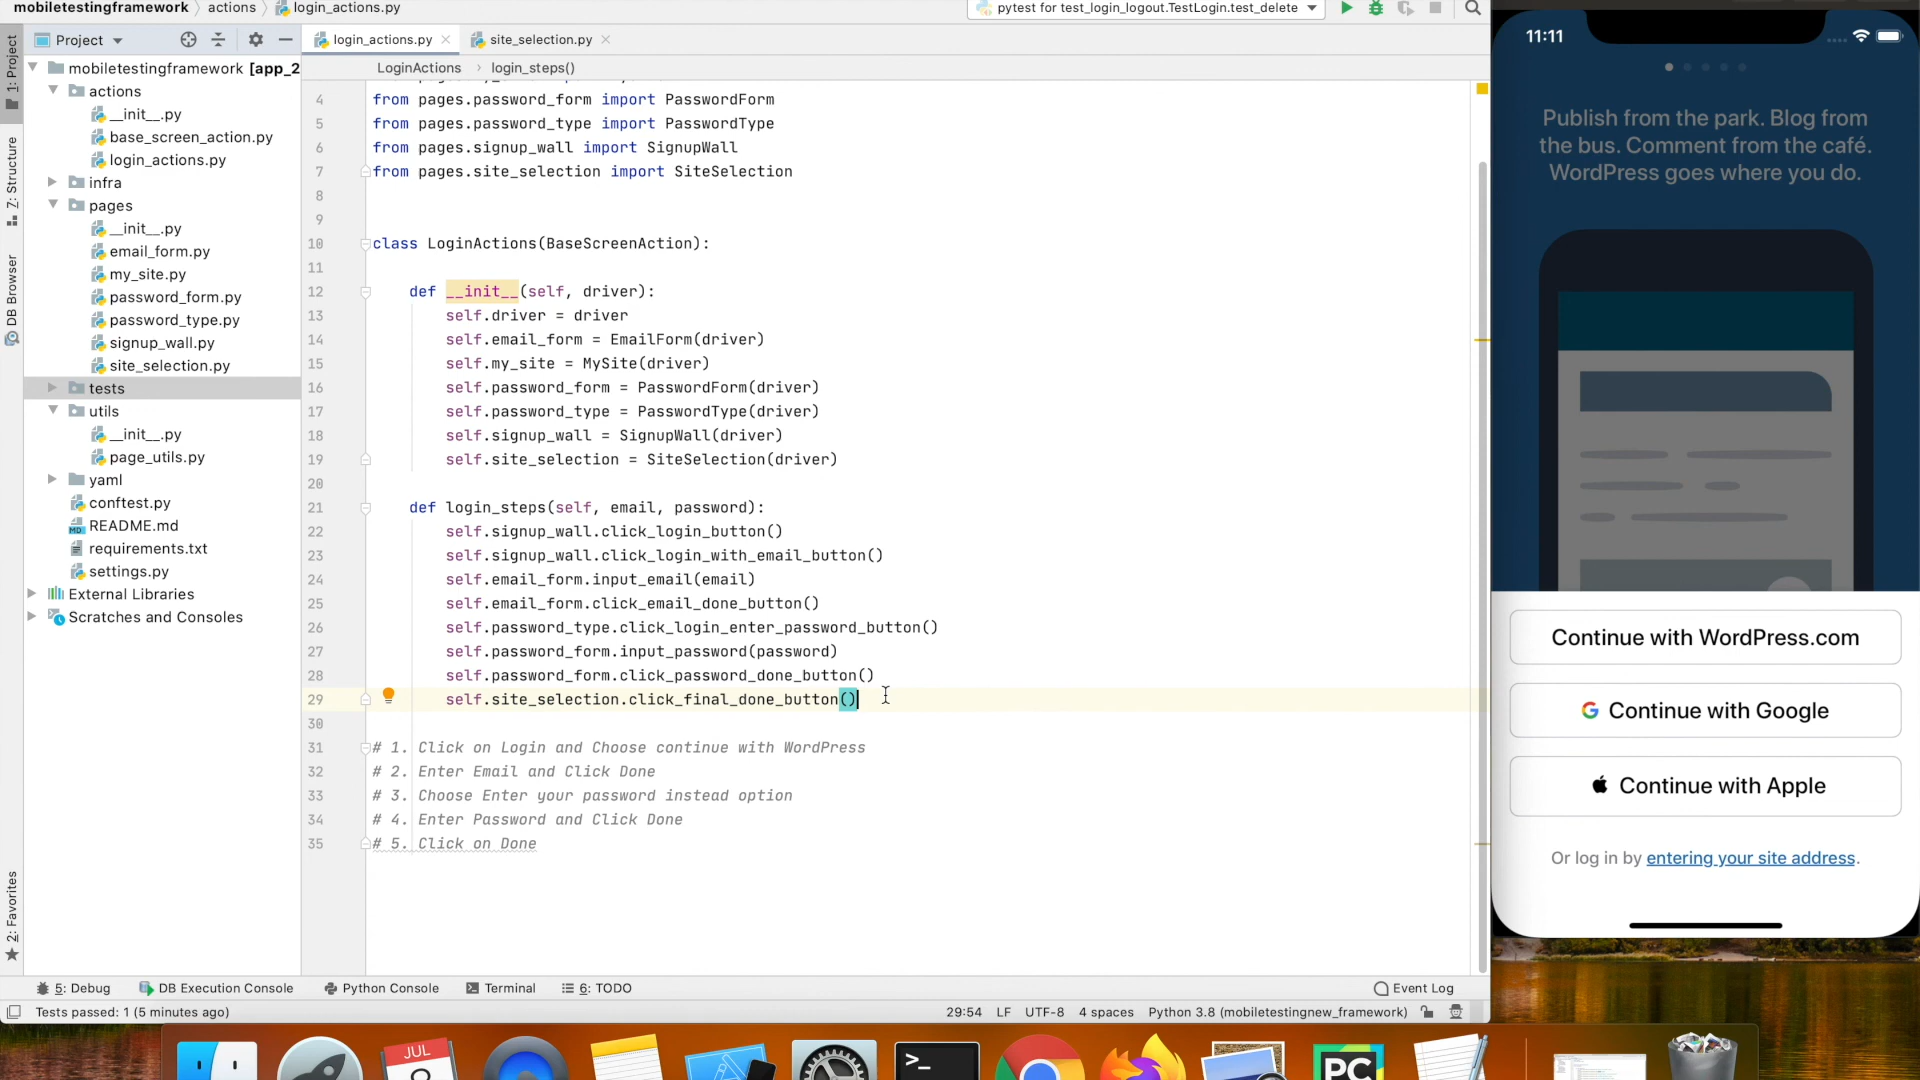 mobiletestingframework
actions
login_actions.py
pytest for test_login_logout.TestLogin.test_delete
Project
login_actions.py
site_selection.py
LoginActions
login_steps()
1: Project
Z: Structure
DB Browser
2: Favorites
mobiletestingframework [app_2
actions
__init__.py
base_screen_action.py
login_actions.py
infra
pages
__init__.py
email_form.py
my_site.py
password_form.py
password_type.py
signup_wall.py
site_selection.py
tests
utils
__init__.py
page_utils.py
yaml
conftest.py
README.md
requirements.txt
settings.py
External Libraries
Scratches and Consoles
4 from pages.password_form import PasswordForm
5 from pages.password_type import PasswordType
6 from pages.signup_wall import SignupWall
7 from pages.site_selection import SiteSelection
8
9
10 class LoginActions(BaseScreenAction):
11
12 def __init__(self, driver):
13 self.driver = driver
14 self.email_form = EmailForm(driver)
15 self.my_site = MySite(driver)
16 self.password_form = PasswordForm(driver)
17 self.password_type = PasswordType(driver)
18 self.signup_wall = SignupWall(driver)
19 self.site_selection = SiteSelection(driver)
20
21 def login_steps(self, email, password):
22 self.signup_wall.click_login_button()
23 self.signup_wall.click_login_with_email_button()
24 self.email_form.input_email(email)
25 self.email_form.click_email_done_button()
26 self.password_type.click_login_enter_password_button()
27 self.password_form.input_password(password)
28 self.password_form.click_password_done_button()
29 self.site_selection.click_final_done_button()
30
31 # 1. Click on Login and Choose continue with WordPress
32 # 2. Enter Email and Click Done
33 # 3. Choose Enter your password instead option
34 # 4. Enter Password and Click Done
35 # 5. Click on Done
11:11
Publish from the park. Blog from
the bus. Comment from the café.
WordPress goes where you do.
Continue with WordPress.com
Continue with Google
Continue with Apple
Or log in by entering your site address.
5: Debug
DB Execution Console
Python Console
Terminal
6: TODO
Event Log
Tests passed: 1 (5 minutes ago)
29:54
LF
UTF-8
4 spaces
Python 3.8 (mobiletestingnew_framework)
JUL
PC